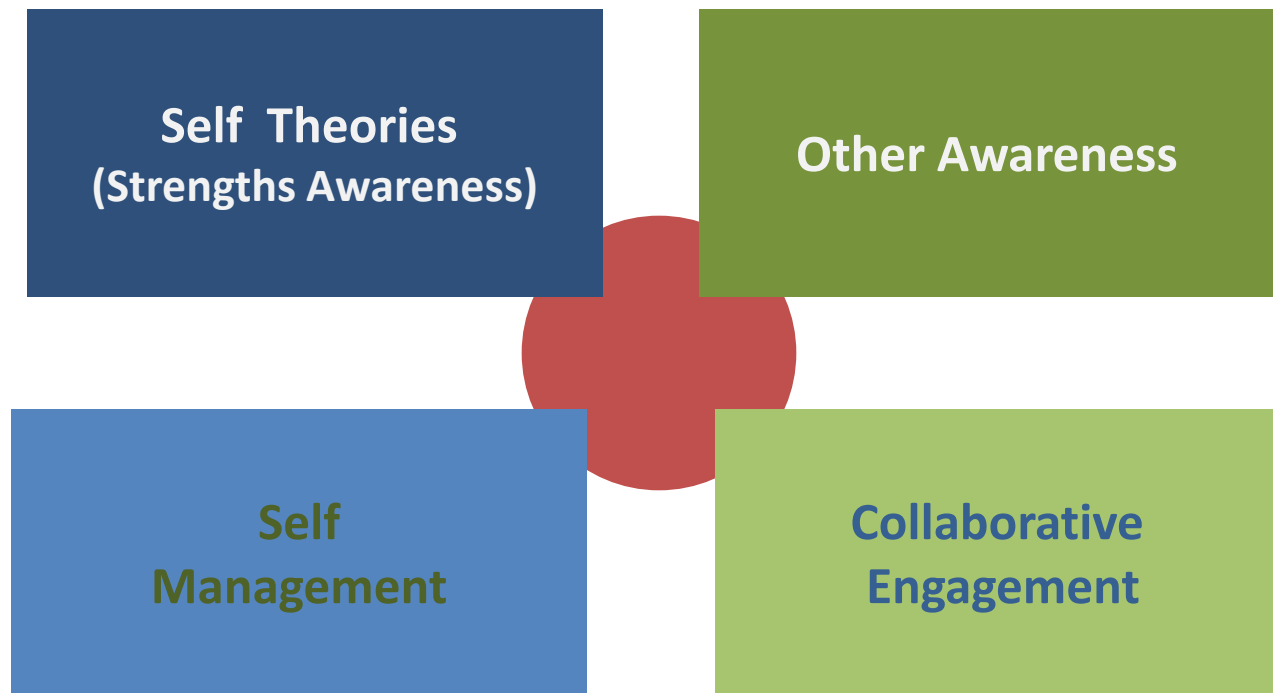 Self  Theories
(Strengths Awareness)
Other Awareness
Self
Management
Collaborative
Engagement